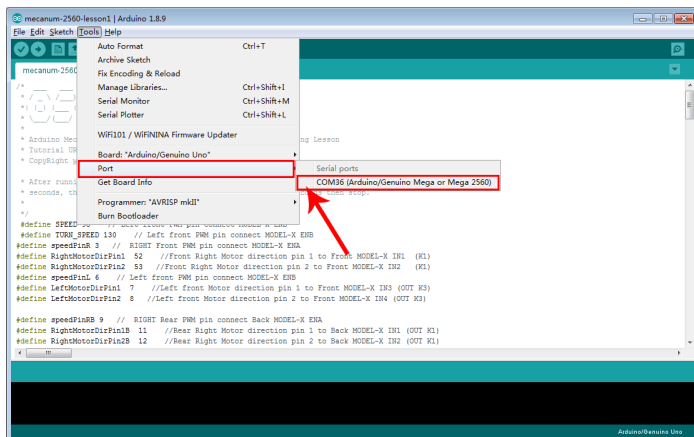 mecanum-2560-lesson1 | Arduino 1.8.9
File Edit Sketch Tools Help
mecanum-256
Auto Format Ctrl+T
Archive Sketch
Fix Encoding & Reload
Manage Libraries... Ctrl+Shift+I
Serial Monitor Ctrl+Shift+M
Serial Plotter Ctrl+Shift+L
WiFi101 / WiFiNINA Firmware Updater
Board: "Arduino/Genuino Uno"
Port
Get Board Info
Programmer: "AVRISP mkII"
Burn Bootloader
Serial ports
COM36 (Arduino/Genuino Mega or Mega 2560)
/*
* Arduino Mec ng Lesson
* Tutorial UR
* CopyRight
* After runni
* seconds, th then stop.
*/
#define SPEED
#define TURN_SPEED 130 // Left front PWM pin connect MODEL-X ENB
#define speedPinR 3 // RIGHT Front PWM pin connect MODEL-X ENA
#define RightMotorDirPin1 52 //Front Right Motor direction pin 1 to Front MODEL-X IN1 (K1)
#define RightMotorDirPin2 53 //Front Right Motor direction pin 2 to Front MODEL-X IN2 (K1)
#define speedPinL 6 // Left front PWM pin connect MODEL-X ENB
#define LeftMotorDirPin1 7 //Left front Motor direction pin 1 to Front MODEL-X IN3 (OUT K3)
#define LeftMotorDirPin2 8 //Left front Motor direction pin 2 to Front MODEL-X IN4 (OUT K3)
#define speedPinRB 9 // RIGHT Rear PWM pin connect Back MODEL-X ENA
#define RightMotorDirPin1B 11 //Rear Right Motor direction pin 1 to Back MODEL-X IN1 (OUT K1)
#define RightMotorDirPin2B 12 //Rear Right Motor direction pin 2 to Back MODEL-X IN2 (OUT K1)
Arduino/Genuino Uno